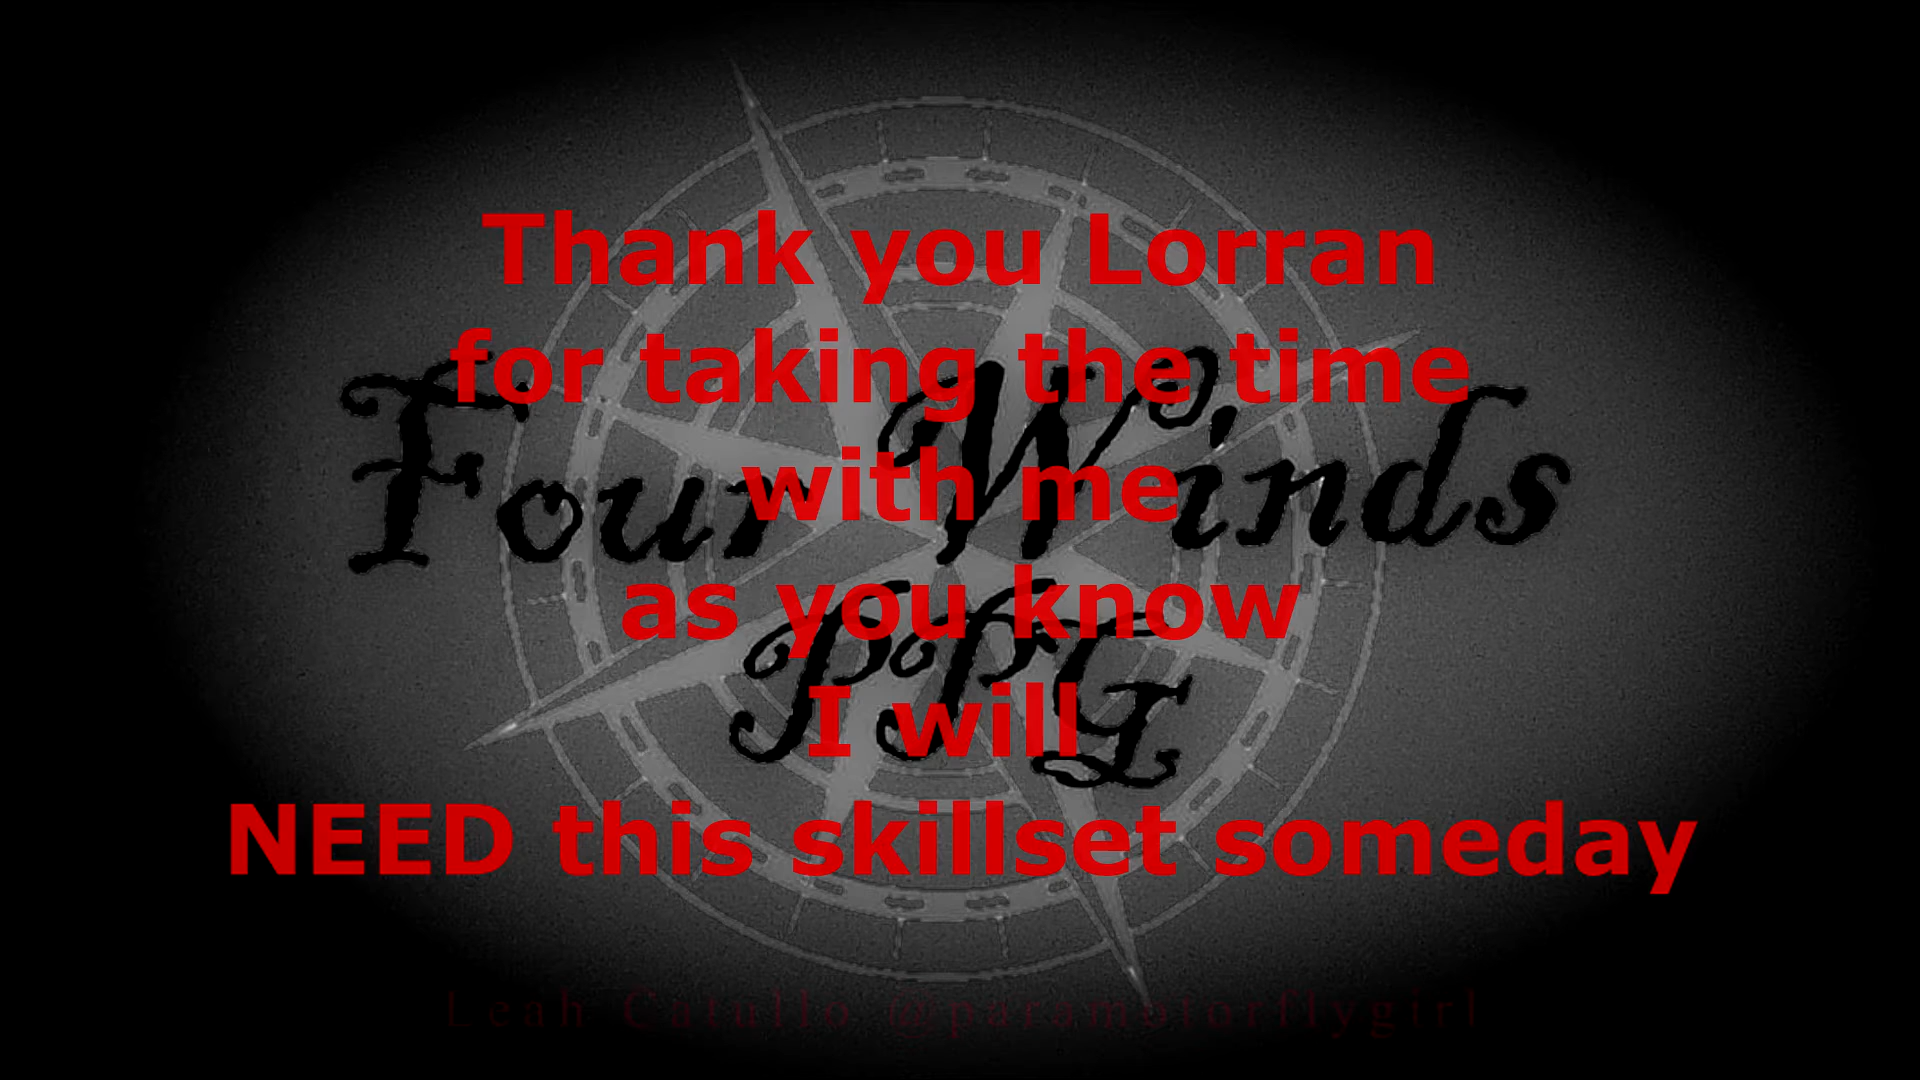 Thank you Lorran
for taking the time
with me
as you know
I will
NEED this skillset someday
Four Winds
PPG
Leah Catullo @paramotorflygirl